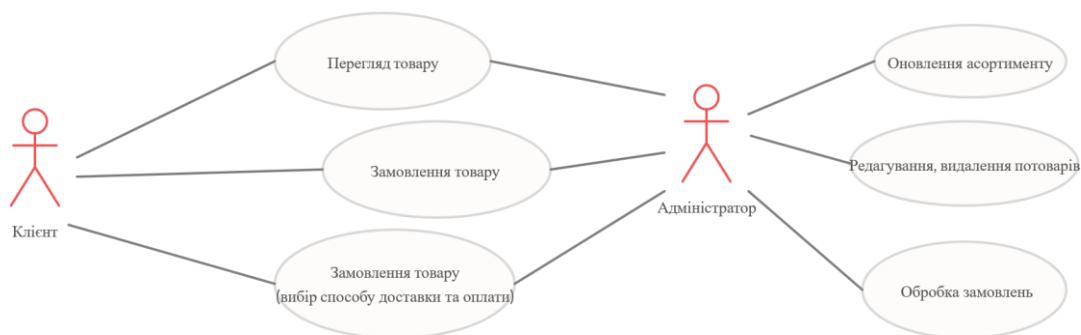 Перегляд товару
Оновлення асортименту
Замовлення товару
Редагування, видалення потоварів
Адміністратор
Клієнт
Замовлення товару
(вибір способу доставки та оплати)
Обробка замовлень